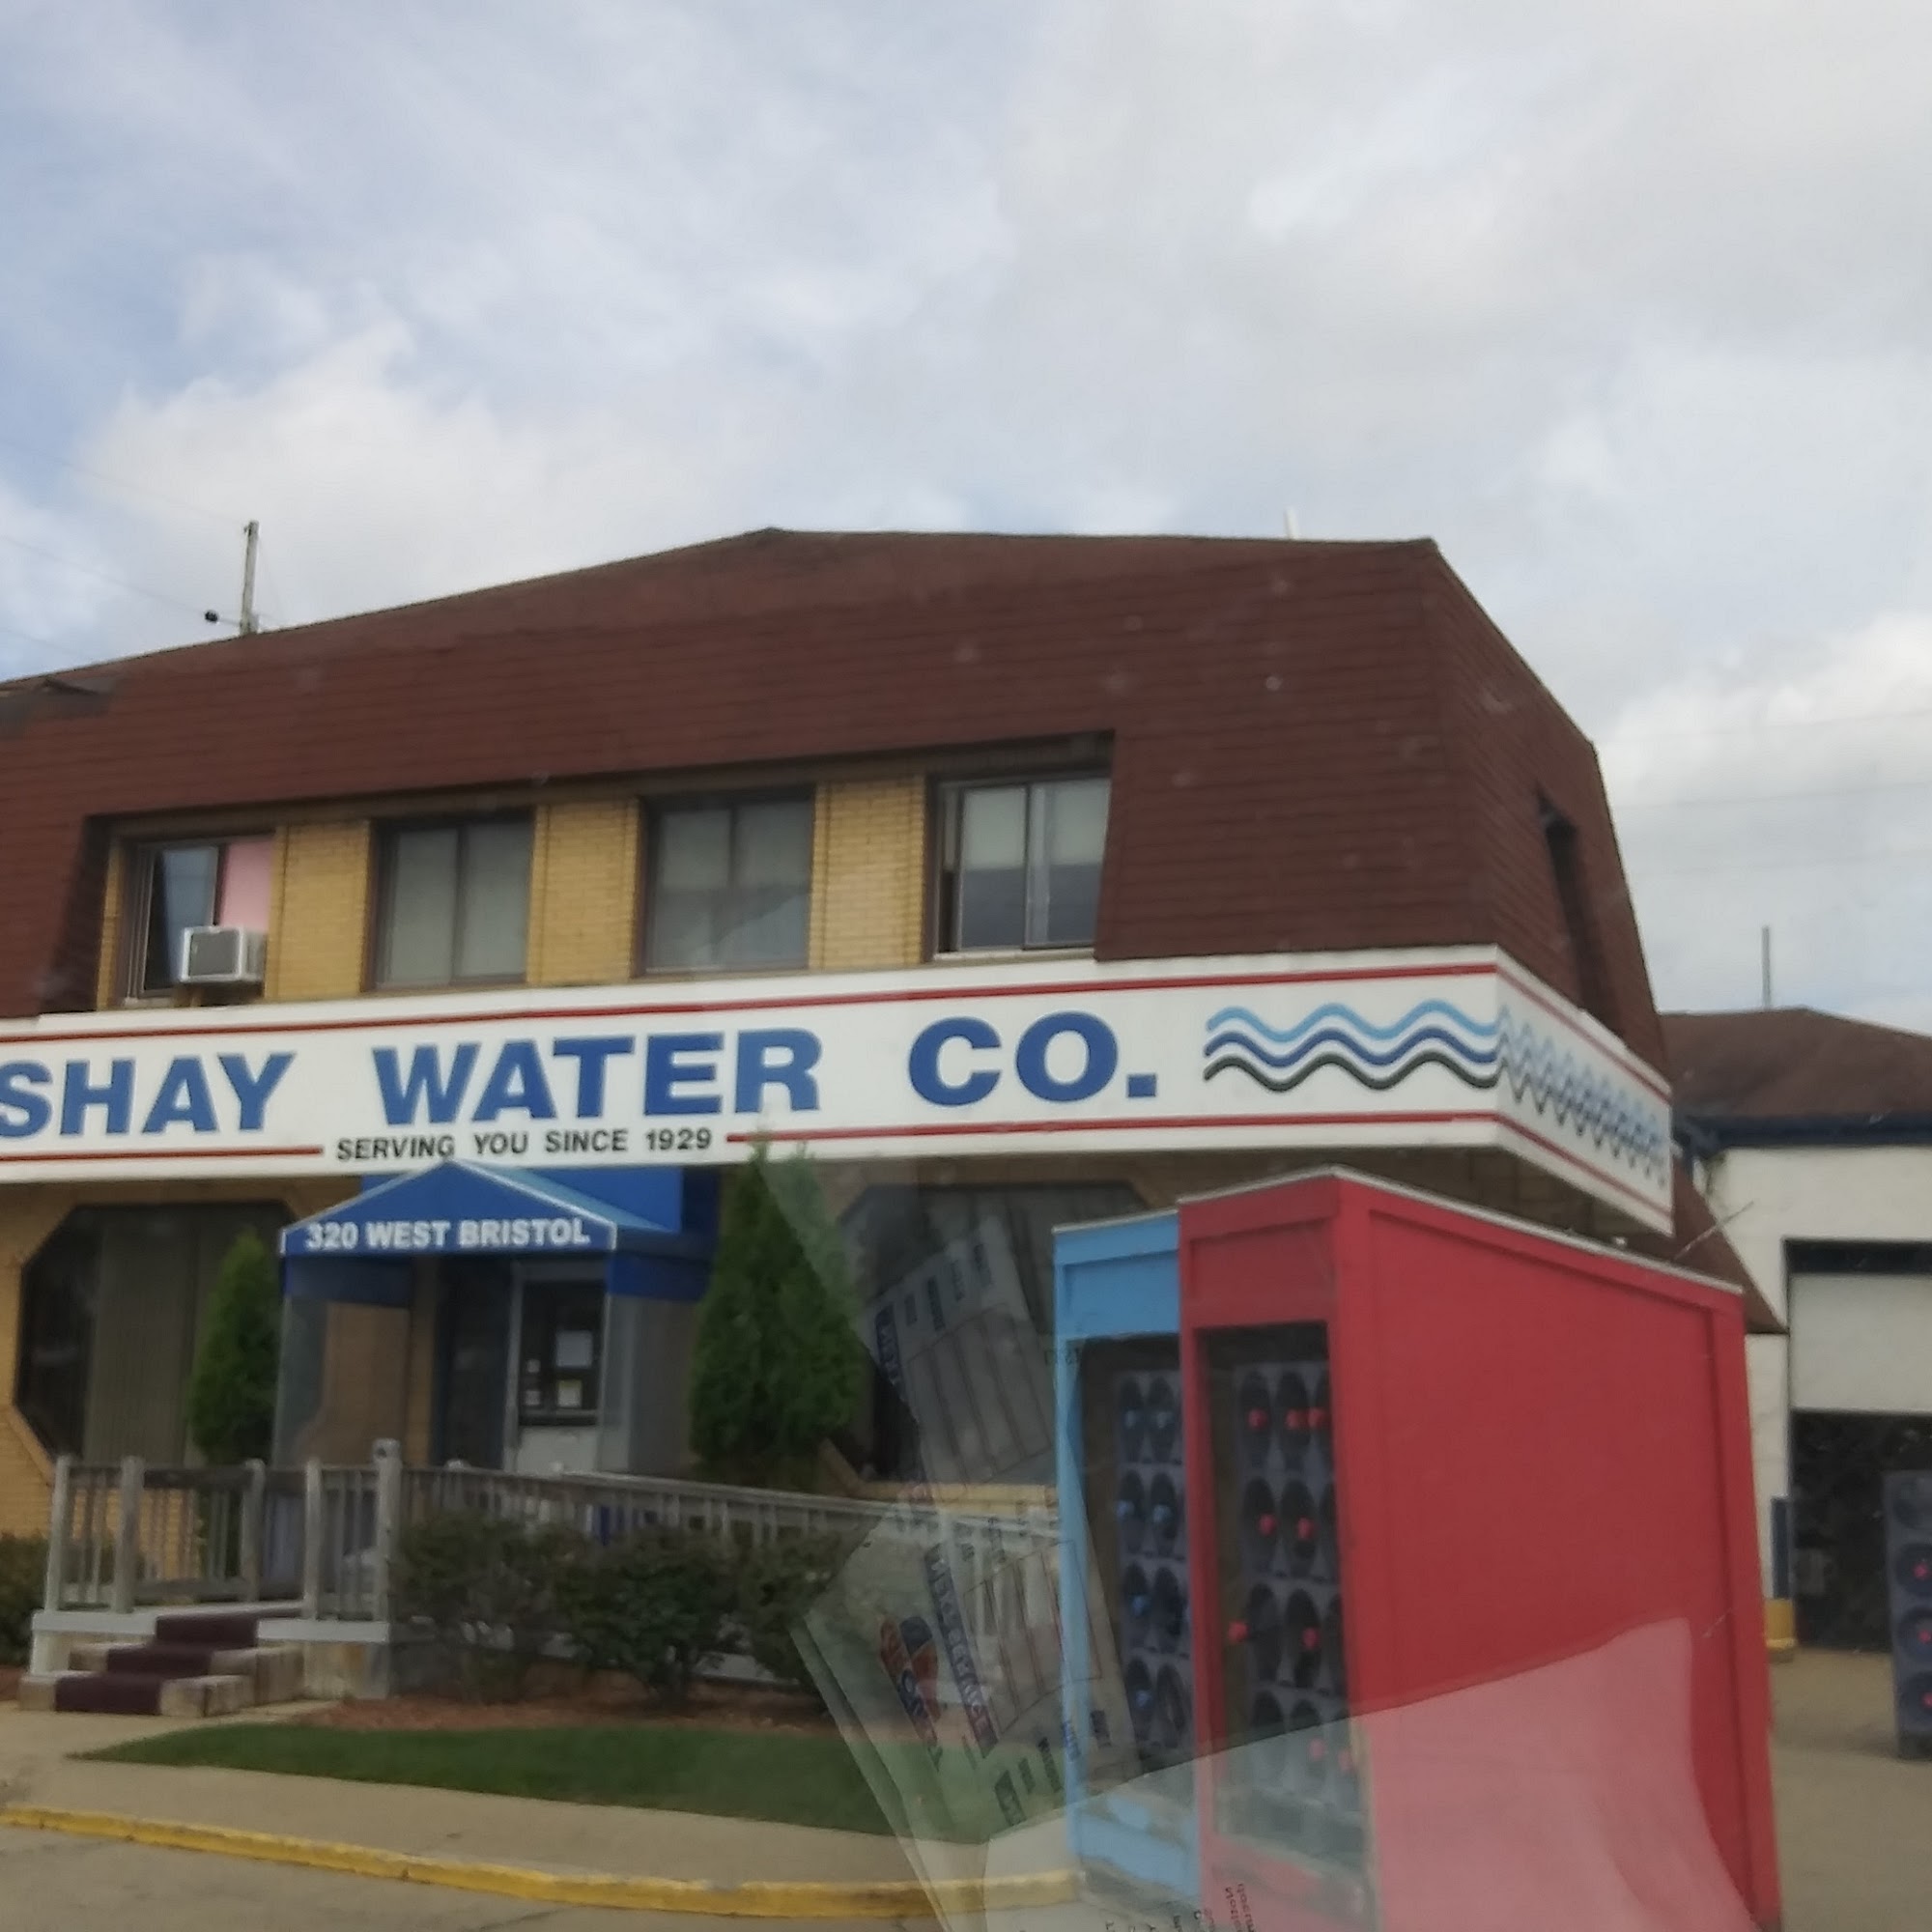 SHAY WATER CO.
SERVING YOU SINCE 1929
320 WEST BRISTOL